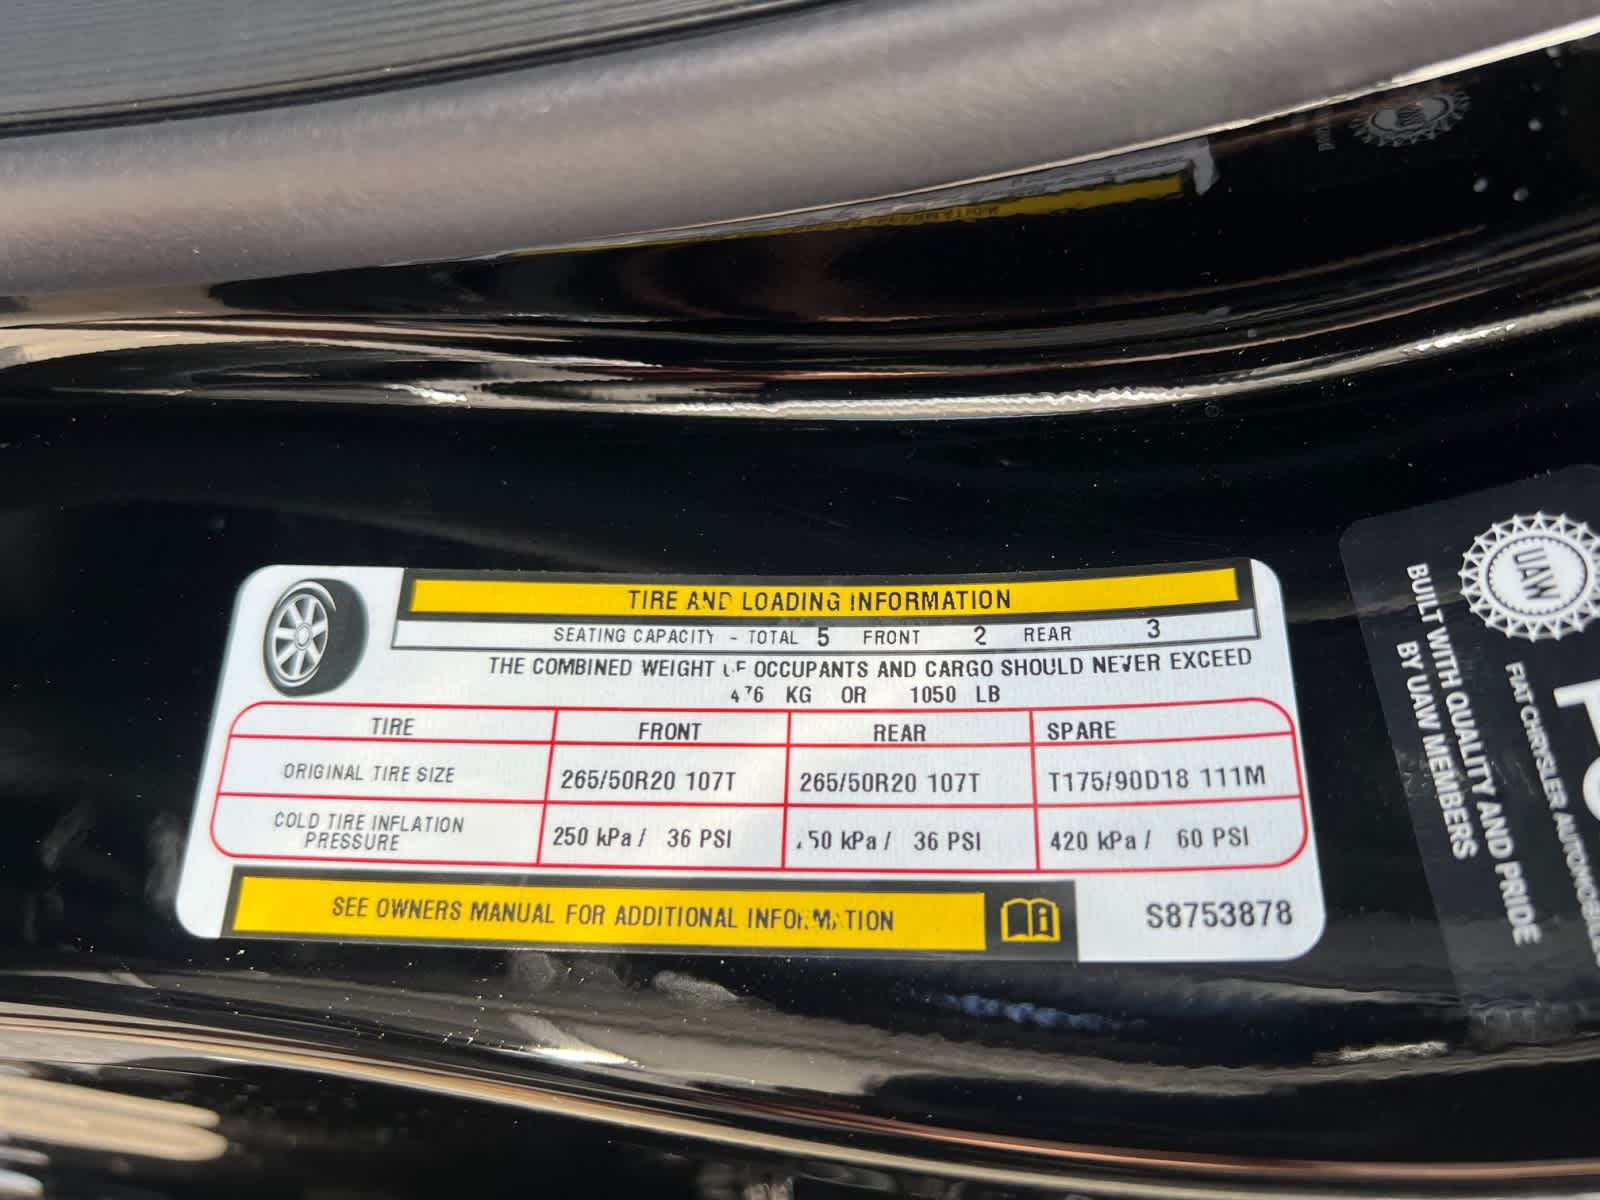 TIRE AND LOADING INFORMATION
SEATING CAPACITY - TOTAL 5 FRONT 2 REAR 3
THE COMBINED WEIGHT OF OCCUPANTS AND CARGO SHOULD NEVER EXCEED
476 KG OR 1050 LB
TIRE FRONT REAR SPARE
ORIGINAL TIRE SIZE 265/50R20 107T 265/50R20 107T T175/90D18 111M
COLD TIRE INFLATION
PRESSURE 250 kPa / 36 PSI 50 kPa / 36 PSI 420 kPa / 60 PSI
SEE OWNERS MANUAL FOR ADDITIONAL INFORMATION
S8753878
UAW
BUILT WITH QUALITY AND PRIDE
BY UAW MEMBERS
FIAT CHRYSLER